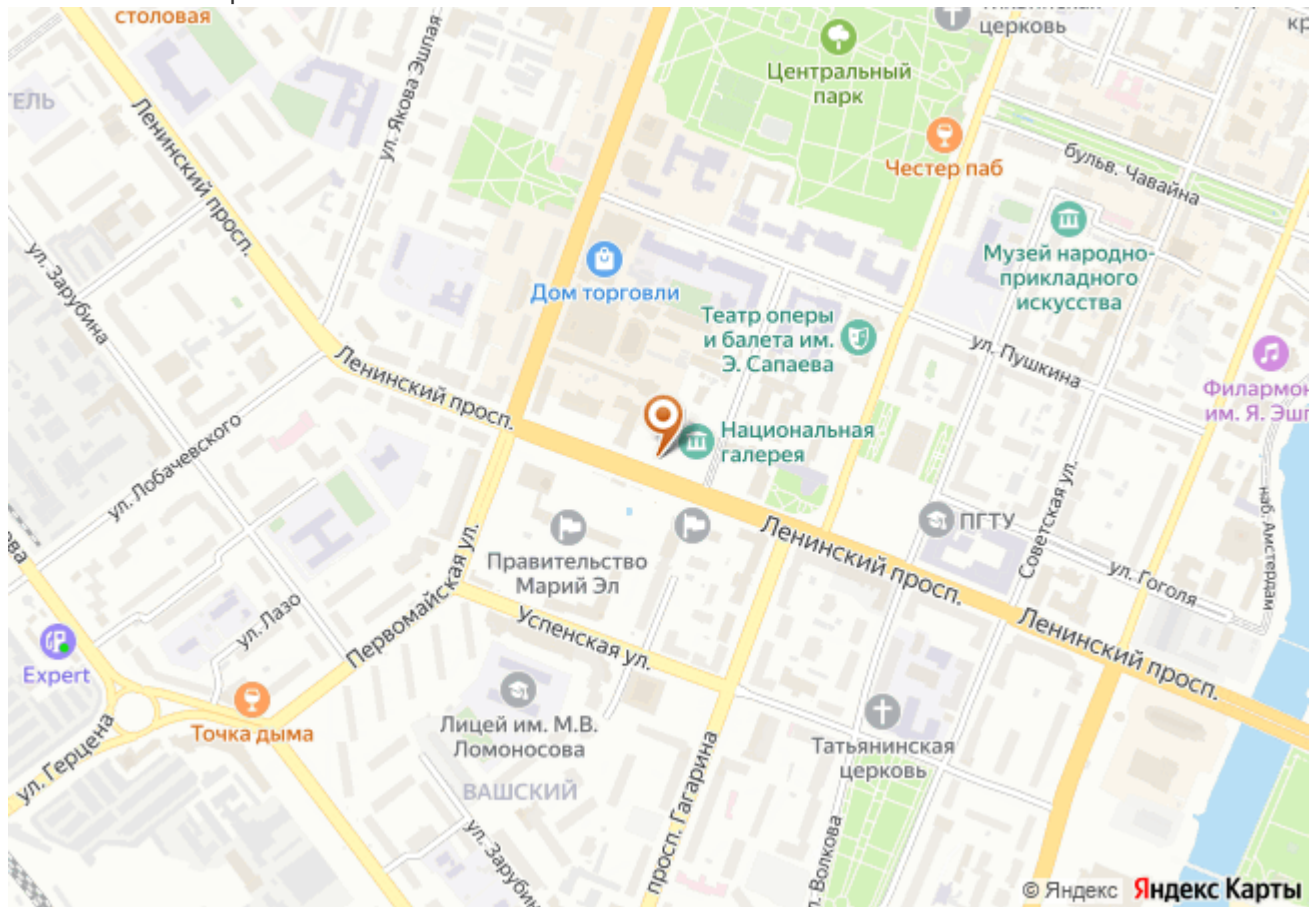 столовая
церковь
Центральный
парк
ул. Якова Эшпая
Ленинский просп.
Честер паб
бульв. Чавайна
Музей народно-
прикладного
искусства
ул. Зарубина
Дом торговли
Театр оперы
и балета им.
Э. Сапаева
ул. Пушкина
Ленинский просп.
Национальная
галерея
ул. Лобачевского
Советская ул.
наб. Амстердам
ПГТУ
Правительство
Марий Эл
Ленинский просп.
ул. Гоголя
Первомайская ул.
ул. Лазо
Успенская ул.
Ленинский просп.
Expert
Точка дыма
Лицей им. М.В.
Ломоносова
Татьянинская
церковь
ул. Герцена
ВАШСКИЙ
просп. Гагарина
ул. Зарубина
Волкова
© Яндекс Яндекс Карты